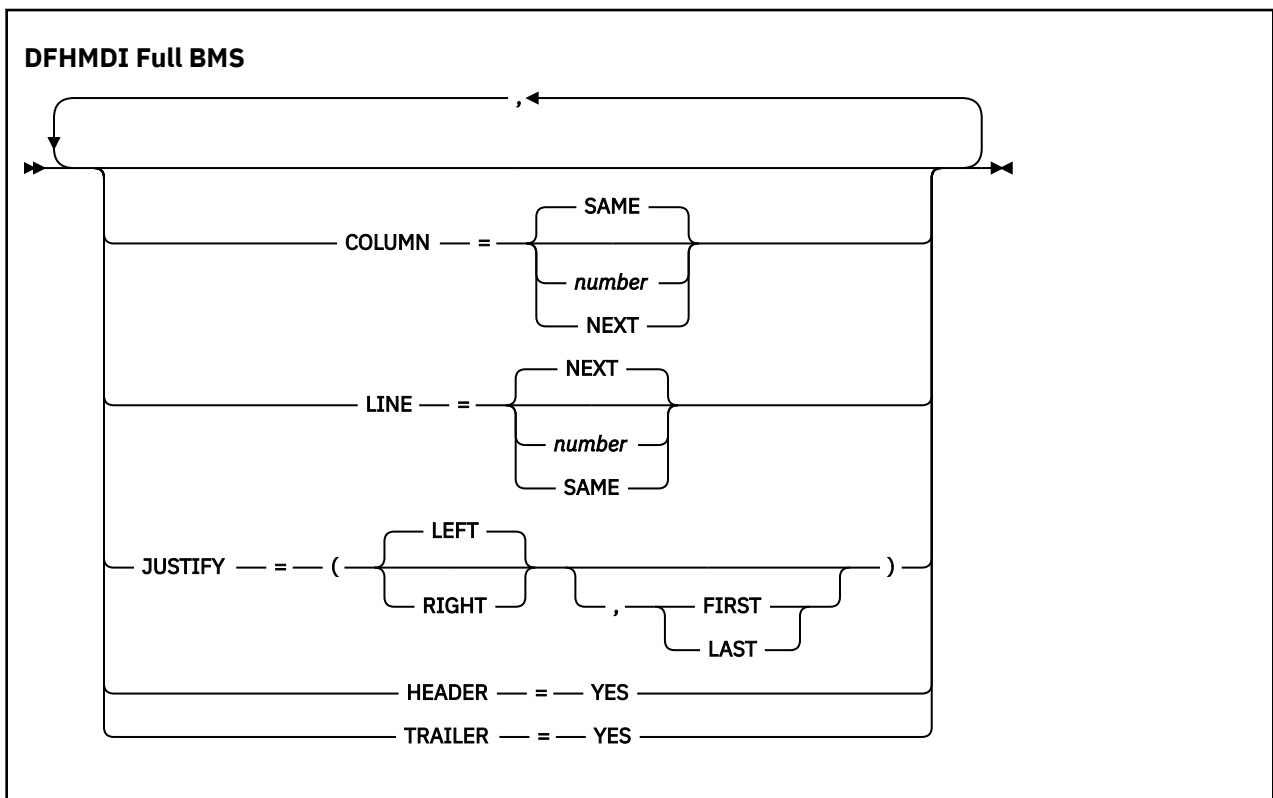 DFHMDI Full BMS
,
SAME
COLUMN =
number
NEXT
NEXT
LINE =
number
SAME
LEFT
JUSTIFY = ( )
RIGHT , FIRST
LAST
HEADER = YES
TRAILER = YES